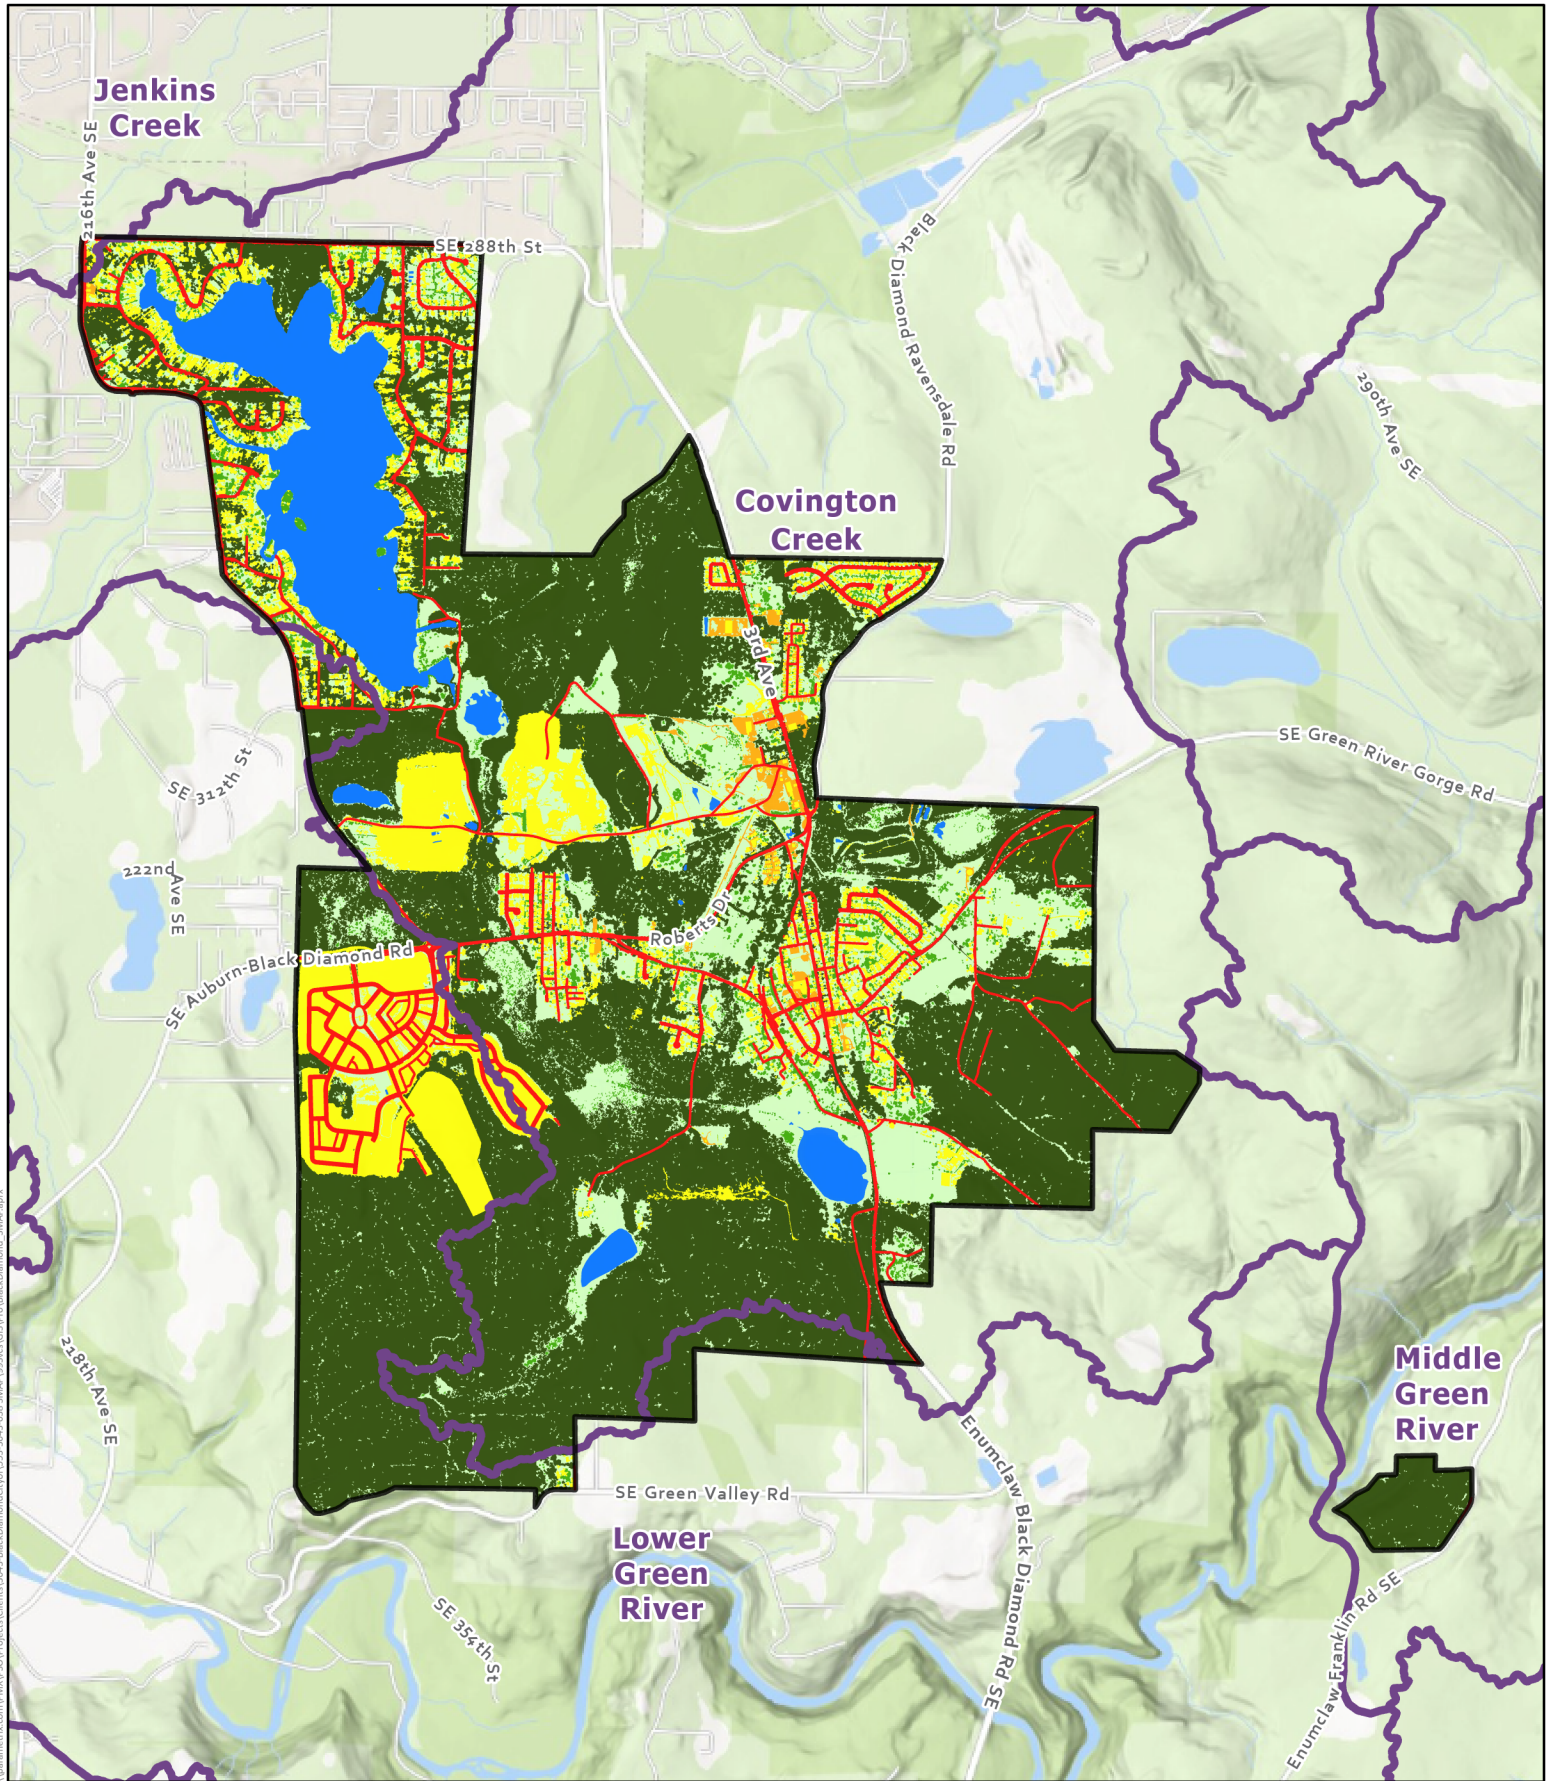 Jenkins
Creek
216th Ave SE
SE 288th St
Black Diamond Ravensdale Rd
290th Ave SE
Covington
Creek
3rd Ave
SE Green River Gorge Rd
SE 312th St
222nd Ave SE
Roberts Dr
SE Auburn-Black Diamond Rd
218th Ave SE
Middle
Green
River
Enumclaw Black Diamond Rd SE
SE Green Valley Rd
Lower
Green
River
SE 354th St
Enumclaw Franklin Rd SE